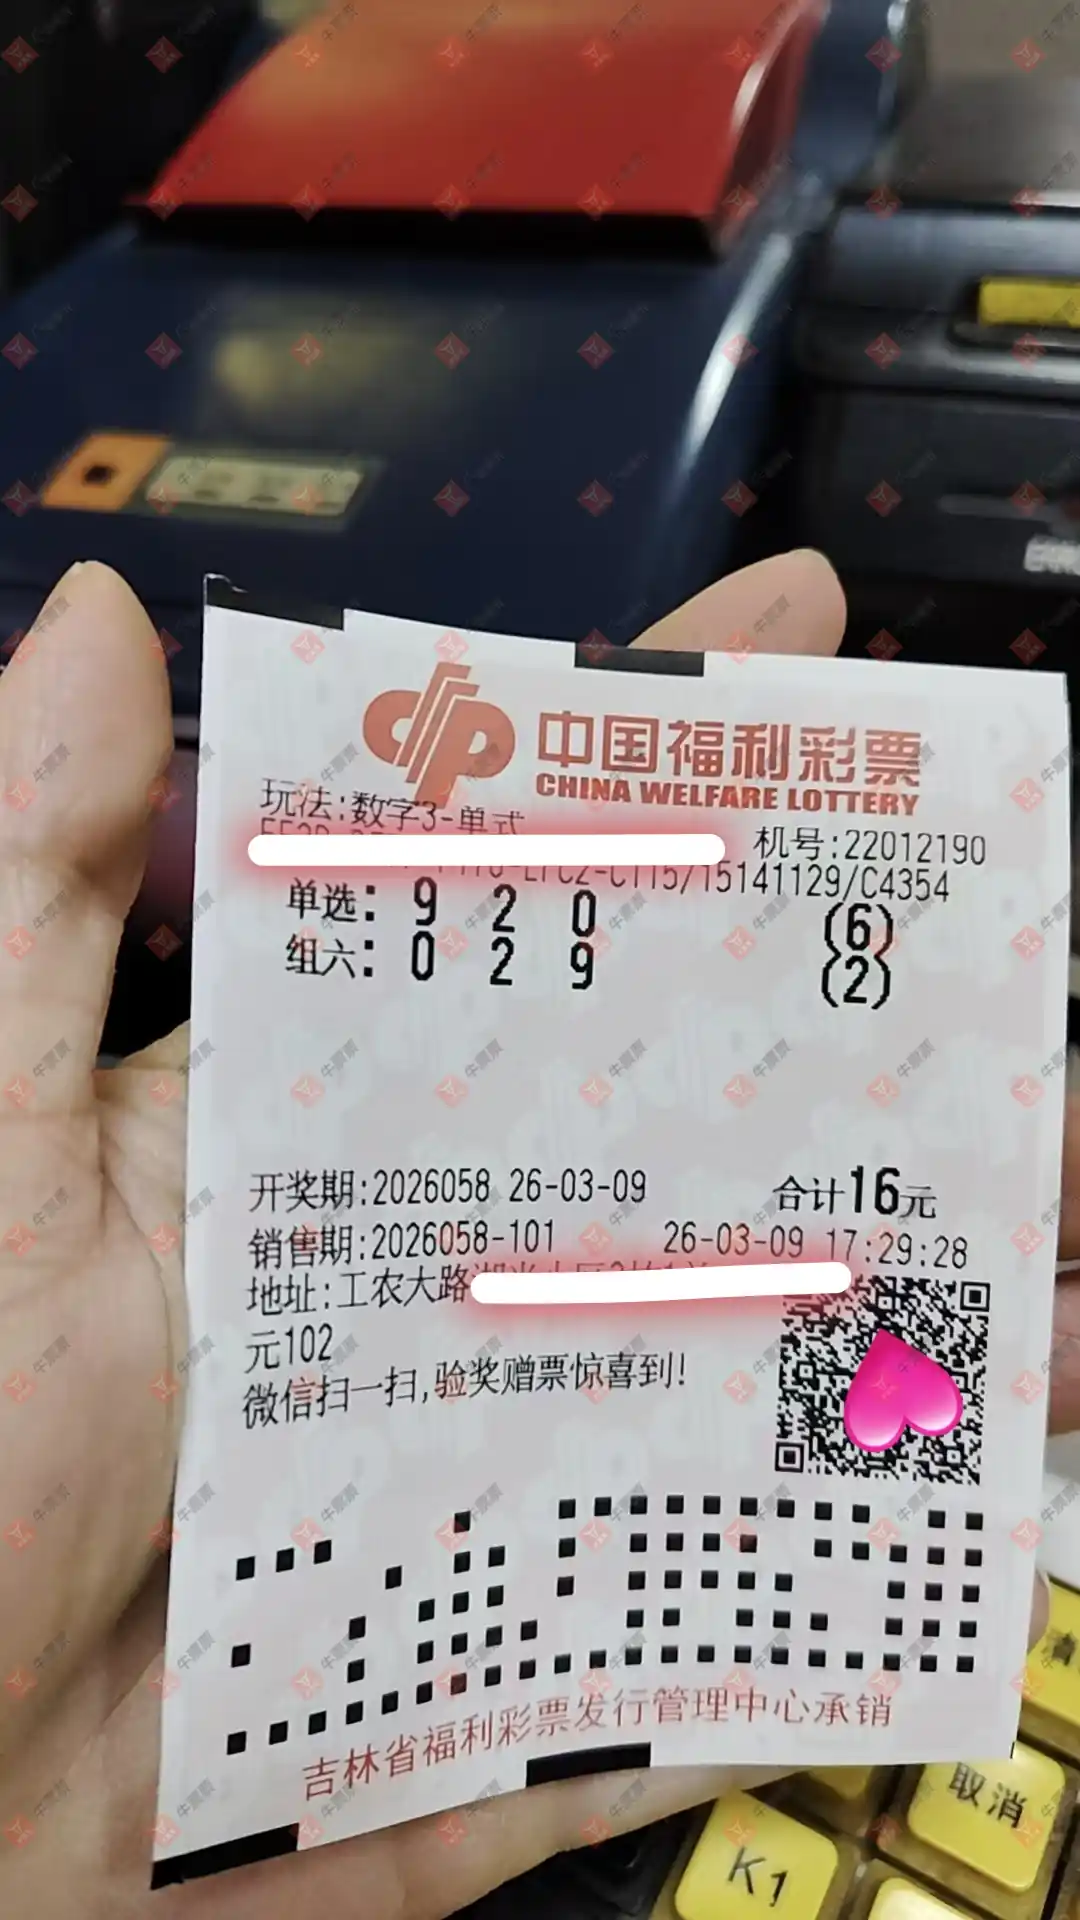 中国福利彩票
CHINA WELFARE LOTTERY
玩法:数字3-单式
机号:22012190
C115/15141129/C4354
单选: 9 2 0 (6)
组六: 0 2 9 (2)
开奖期:2026058 26-03-09 合计16元
销售期:2026058-101 26-03-09 17:29:28
地址:工农大路
元102
微信扫一扫,验奖赠票惊喜到!
吉林省福利彩票发行管理中心承销
取消
K1
牛票票